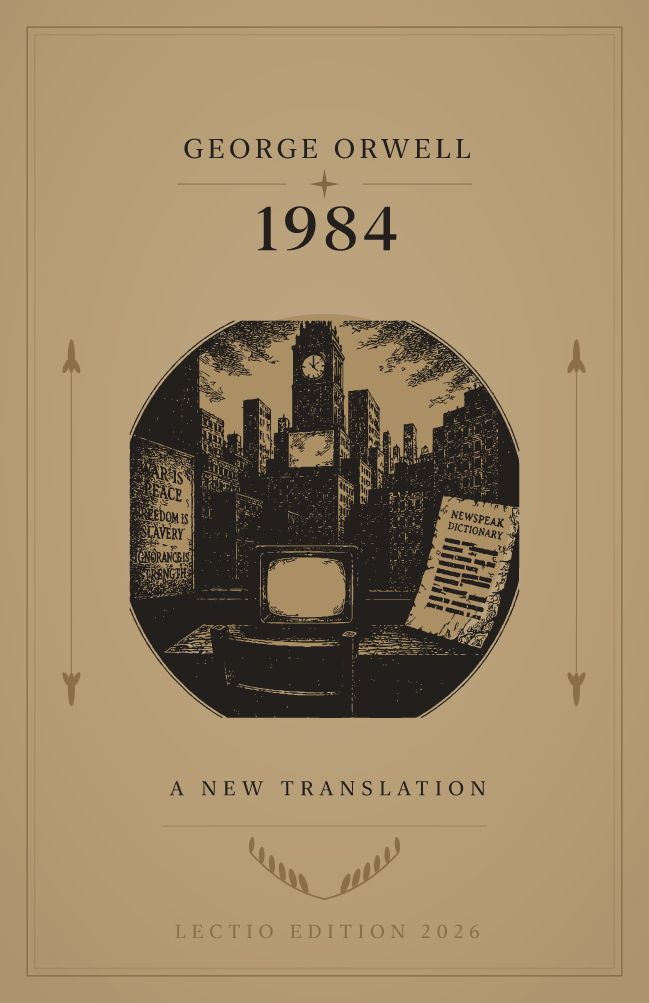 GEORGE ORWELL
1984
WAR IS
PEACE
FREEDOM IS
SLAVERY
IGNORANCE IS
STRENGTH
NEWSPEAK
DICTIONARY
A NEW TRANSLATION
LECTIO EDITION 2026